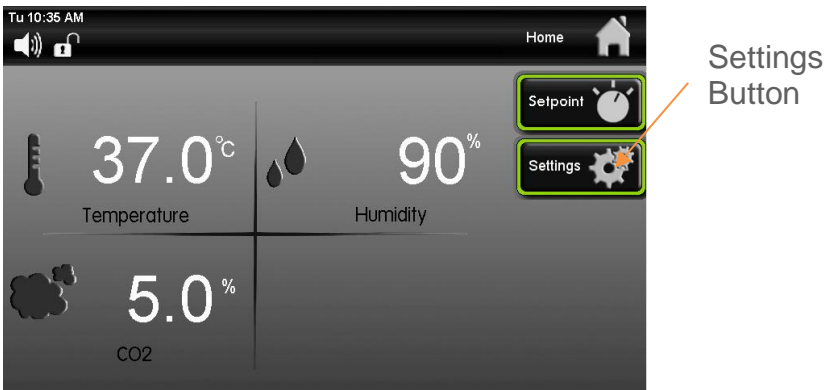 Tu 10:35 AM
Home
Settings
Button
Setpoint
37.0°C
90%
Settings
Temperature
Humidity
5.0%
CO2